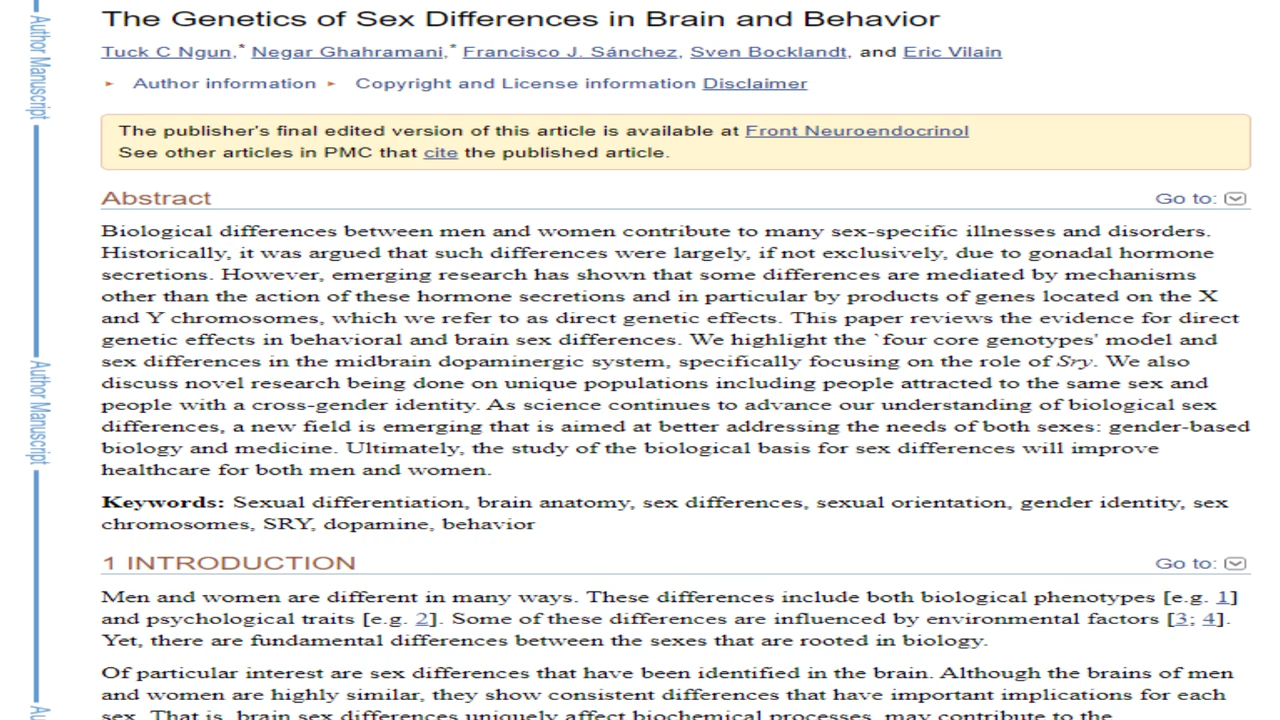 The Genetics of Sex Differences in Brain and Behavior
Tuck C Ngun,* Negar Ghahramani,* Francisco J. Sánchez, Sven Bocklandt, and Eric Vilain
Author information Copyright and License information Disclaimer
The publisher's final edited version of this article is available at Front Neuroendocrinol
See other articles in PMC that cite the published article.
Abstract
Go to:
Biological differences between men and women contribute to many sex-specific illnesses and disorders.
Historically, it was argued that such differences were largely, if not exclusively, due to gonadal hormone
secretions. However, emerging research has shown that some differences are mediated by mechanisms
other than the action of these hormone secretions and in particular by products of genes located on the X
and Y chromosomes, which we refer to as direct genetic effects. This paper reviews the evidence for direct
genetic effects in behavioral and brain sex differences. We highlight the `four core genotypes' model and
sex differences in the midbrain dopaminergic system, specifically focusing on the role of Sry. We also
discuss novel research being done on unique populations including people attracted to the same sex and
people with a cross-gender identity. As science continues to advance our understanding of biological sex
differences, a new field is emerging that is aimed at better addressing the needs of both sexes: gender-based
biology and medicine. Ultimately, the study of the biological basis for sex differences will improve
healthcare for both men and women.
Keywords: Sexual differentiation, brain anatomy, sex differences, sexual orientation, gender identity, sex
chromosomes, SRY, dopamine, behavior
1 INTRODUCTION
Go to:
Men and women are different in many ways. These differences include both biological phenotypes [e.g. 1]
and psychological traits [e.g. 2]. Some of these differences are influenced by environmental factors [3; 4].
Yet, there are fundamental differences between the sexes that are rooted in biology.
Of particular interest are sex differences that have been identified in the brain. Although the brains of men
and women are highly similar, they show consistent differences that have important implications for each
sex. That is, brain sex differences uniquely affect biochemical processes, may contribute to the
Author Manuscript
Author Manuscript
Au